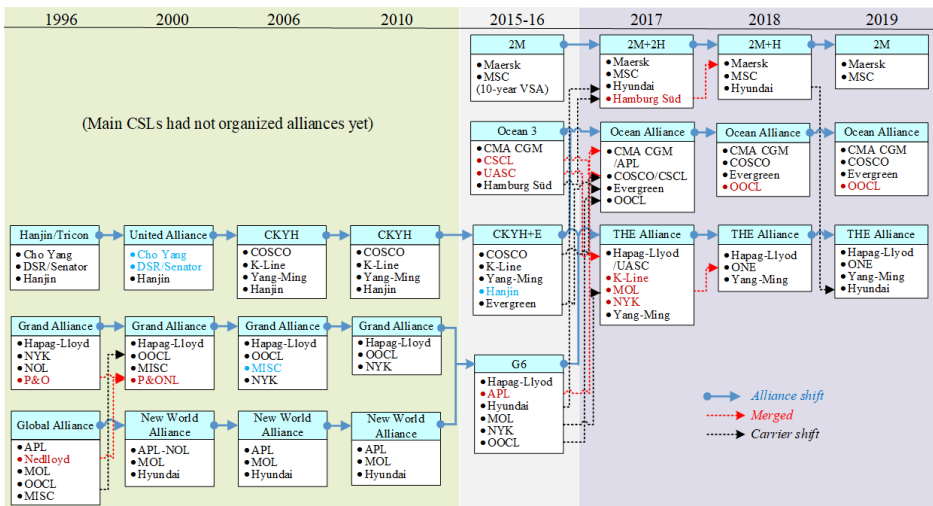 1996
2000
2006
2010
2015-16
2017
2018
2019
(Main CSLs had not organized alliances yet)
Hanjin/Tricon
•Cho Yang
•DSR/Senator
•Hanjin
Grand Alliance
•Hapag-Lloyd
•NYK
•NOL
•P&O
Global Alliance
•APL
•Nedlloyd
•MOL
•OOCL
•MISC
United Alliance
•Cho Yang
•DSR/Senator
•Hanjin
Grand Alliance
•Hapag-Lloyd
•OOCL
•MISC
•P&ONL
New World
Alliance
•APL-NOL
•MOL
•Hyundai
CKYH
•COSCO
•K-Line
•Yang-Ming
•Hanjin
Grand Alliance
•Hapag-Lloyd
•OOCL
•MISC
•NYK
New World
Alliance
•APL
•MOL
•Hyundai
CKYH
•COSCO
•K-Line
•Yang-Ming
•Hanjin
Grand Alliance
•Hapag-Lloyd
•OOCL
•NYK
New World
Alliance
•APL
•MOL
•Hyundai
2M
•Maersk
•MSC
(10-year VSA)
Ocean 3
•CMA CGM
•CSCL
•UASC
•Hamburg Süd
CKYH+E
•COSCO
•K-Line
•Yang-Ming
•Hanjin
•Evergreen
G6
•Hapag-Llyod
•APL
•Hyundai
•MOL
•NYK
•OOCL
2M+2H
•Maersk
•MSC
•Hyundai
•Hamburg Süd
Ocean Alliance
•CMA CGM
/APL
•COSCO/CSCL
•Evergreen
•OOCL
THE Alliance
•Hapag-Llyod
/UASC
•K-Line
•MOL
•NYK
•Yang-Ming
2M+H
•Maersk
•MSC
•Hyundai
Ocean Alliance
•CMA CGM
•COSCO
•Evergreen
•OOCL
THE Alliance
•Hapag-Llyod
•ONE
•Yang-Ming
2M
•Maersk
•MSC
Ocean Alliance
•CMA CGM
•COSCO
•Evergreen
•OOCL
THE Alliance
•Hapag-Llyod
•ONE
•Yang-Ming
•Hyundai
Alliance shift
Merged
Carrier shift